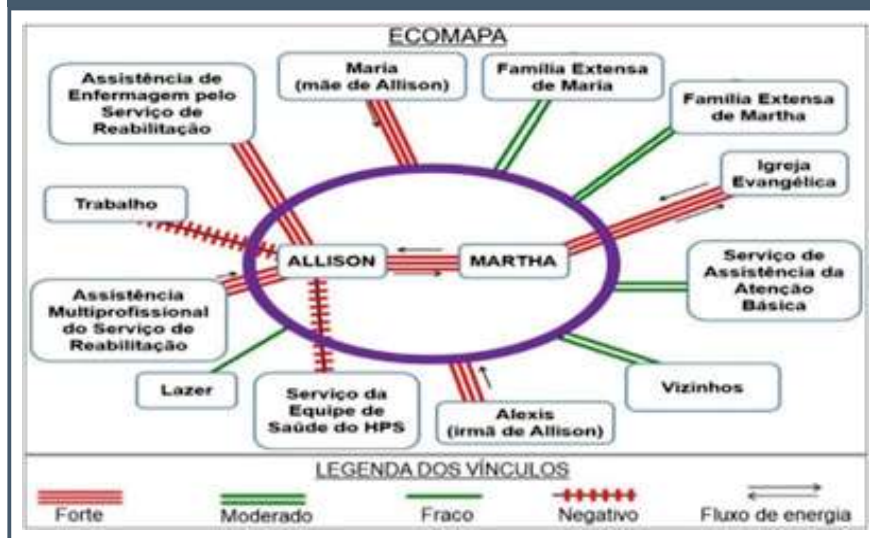 ECOMAPA
Assistência de
Enfermagem pelo
Serviço de
Reabilitação
Maria
(mãe de Allison)
Família Extensa
de Maria
Família Extensa
de Martha
Igreja
Evangélica
Trabalho
ALLISON
MARTHA
Serviço de
Assistência da
Atenção
Básica
Assistência
Multiprofissional
do Serviço de
Reabilitação
Lazer
Serviço da
Equipe de
Saúde do HPS
Alexis
(irmã de Allison)
Vizinhos
LEGENDA DOS VÍNCULOS
Forte
Moderado
Fraco
Negativo
Fluxo de energia